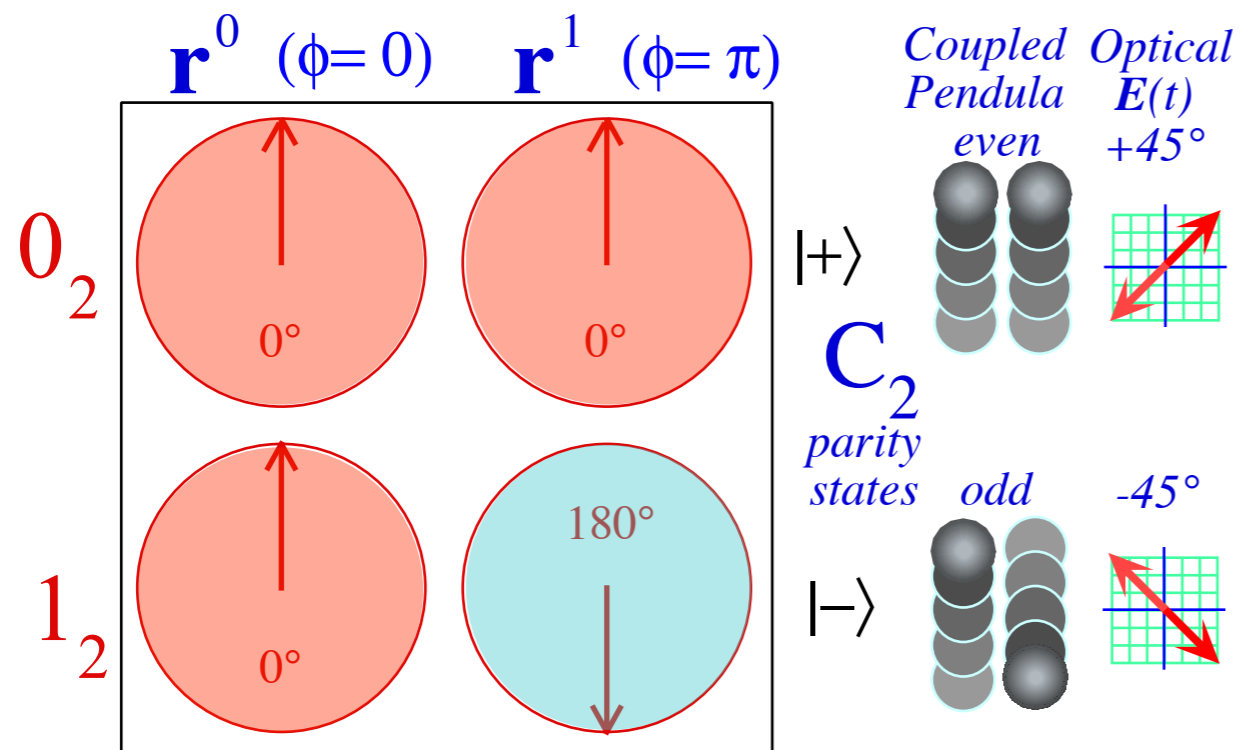 r⁰ (ϕ= 0) r¹ (ϕ= π)
Coupled Pendula even
Optical E(t) +45°
0₂
0°
0°
|+⟩
C₂
parity states
1₂
0°
180°
|−⟩
odd
-45°